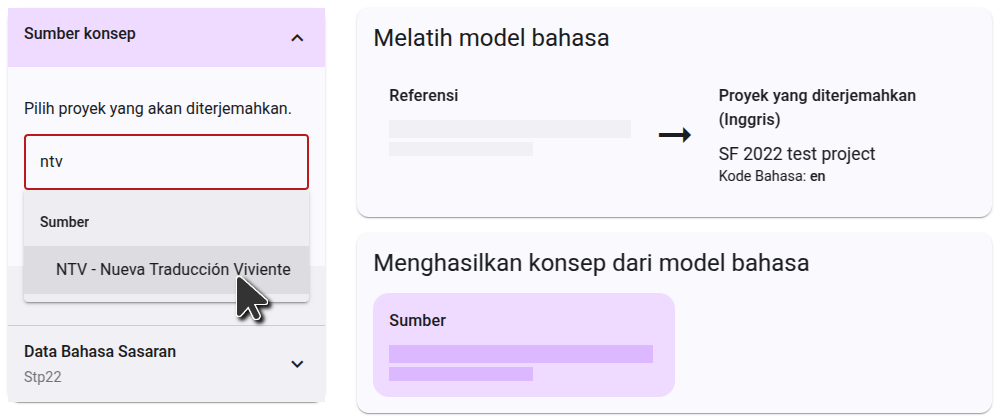 Sumber konsep
Pilih proyek yang akan diterjemahkan.
ntv
Sumber
NTV - Nueva Traducción Viviente
Data Bahasa Sasaran
Stp22
Melatih model bahasa
Referensi
Proyek yang diterjemahkan
(Inggris)
SF 2022 test project
Kode Bahasa: en
Menghasilkan konsep dari model bahasa
Sumber